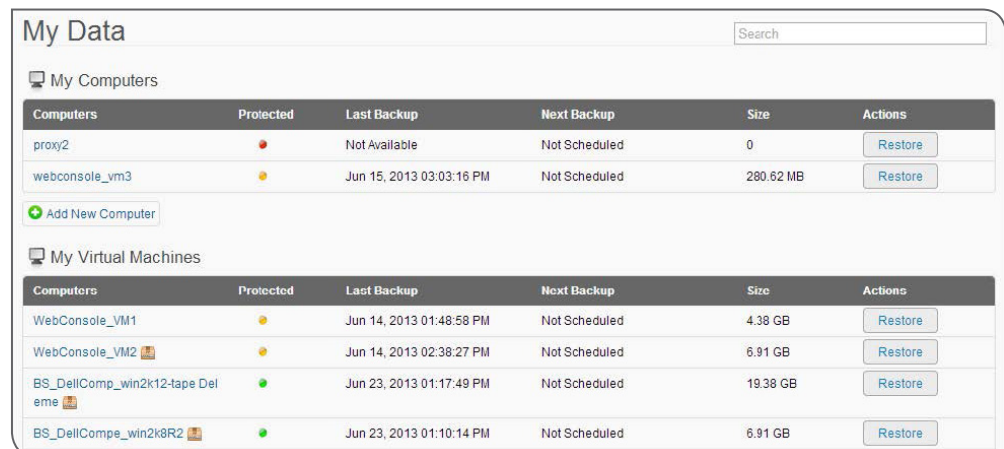 My Data
Search
My Computers
Computers Protected Last Backup Next Backup Size Actions
proxy2 Not Available Not Scheduled 0 Restore
webconsole_vm3 Jun 15, 2013 03:03:16 PM Not Scheduled 280.62 MB Restore
Add New Computer
My Virtual Machines
Computers Protected Last Backup Next Backup Size Actions
WebConsole_VM1 Jun 14, 2013 01:48:58 PM Not Scheduled 4.38 GB Restore
WebConsole_VM2 Jun 14, 2013 02:38:27 PM Not Scheduled 6.91 GB Restore
BS_DellComp_win2k12-tape Del Jun 23, 2013 01:17:49 PM Not Scheduled 19.38 GB Restore
eme
BS_DellCompe_win2k8R2 Jun 23, 2013 01:10:14 PM Not Scheduled 6.91 GB Restore